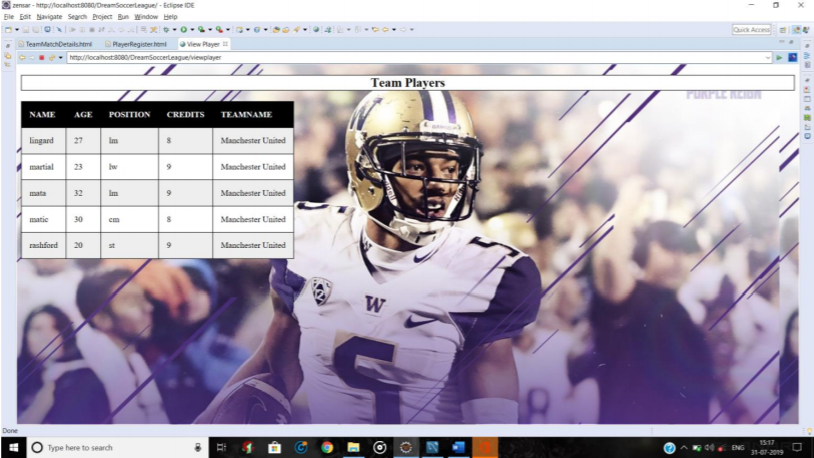 zensar - http://localhost:8080/DreamSoccerLeague/ - Eclipse IDE
File Edit Navigate Search Project Run Window Help
Quick Access
TeamMatchDetails.html PlayerRegister.html View Player
http://localhost:8080/DreamSoccerLeague/viewplayer
Team Players
PURPLE REIGN
NAME AGE POSITION CREDITS TEAMNAME
lingard 27 lm 8 Manchester United
martial 23 lw 9 Manchester United
mata 32 lm 9 Manchester United
matic 30 cm 8 Manchester United
rashford 20 st 9 Manchester United
W
5
Done
Type here to search
ENG
15:17
31-07-2019